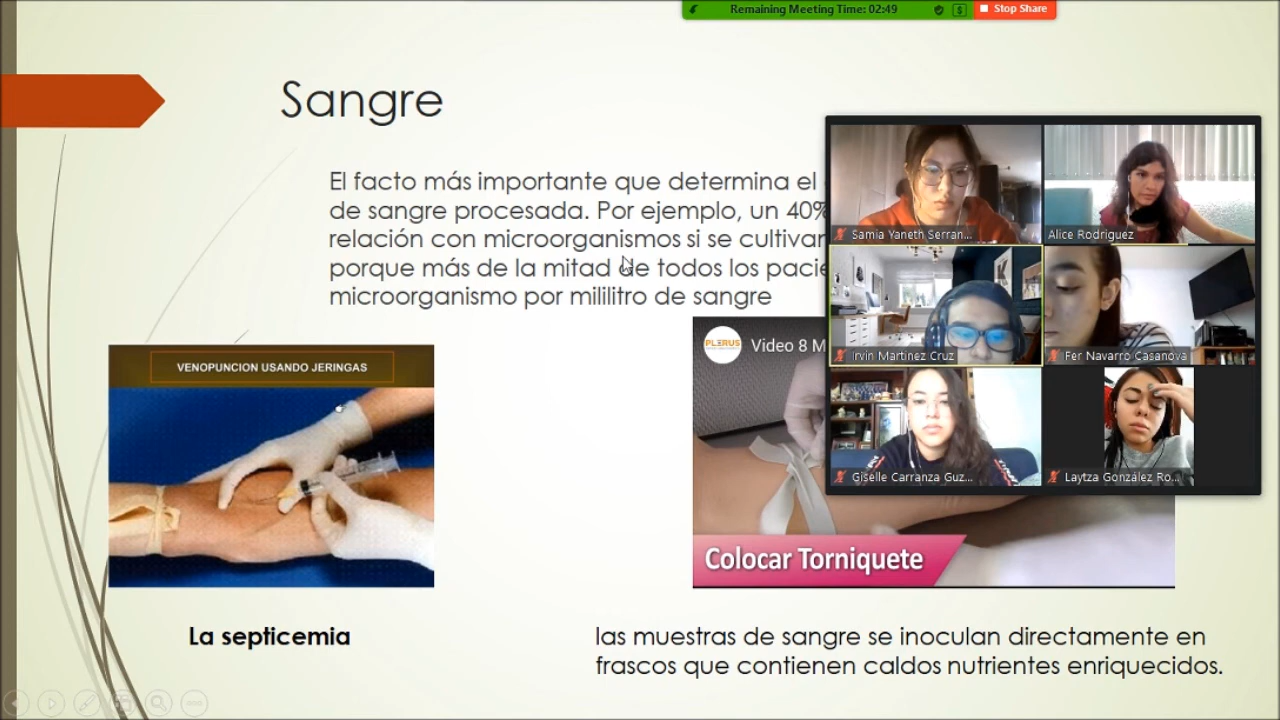 Remaining Meeting Time: 02:49
Stop Share
Sangre
El facto más importante que determina el
de sangre procesada. Por ejemplo, un 40%
relación con microorganismos si se cultivan
porque más de la mitad de todos los pacie
microorganismo por mililitro de sangre
Samia Yaneth Serran...
Alice Rodriguez
Irvin Martinez Cruz
Fer Navarro Casanova
Giselle Carranza Guz...
Laytza González Ro...
VENOPUNCION USANDO JERINGAS
PLERUS
Video 8 M
Colocar Torniquete
La septicemia
las muestras de sangre se inoculan directamente en
frascos que contienen caldos nutrientes enriquecidos.